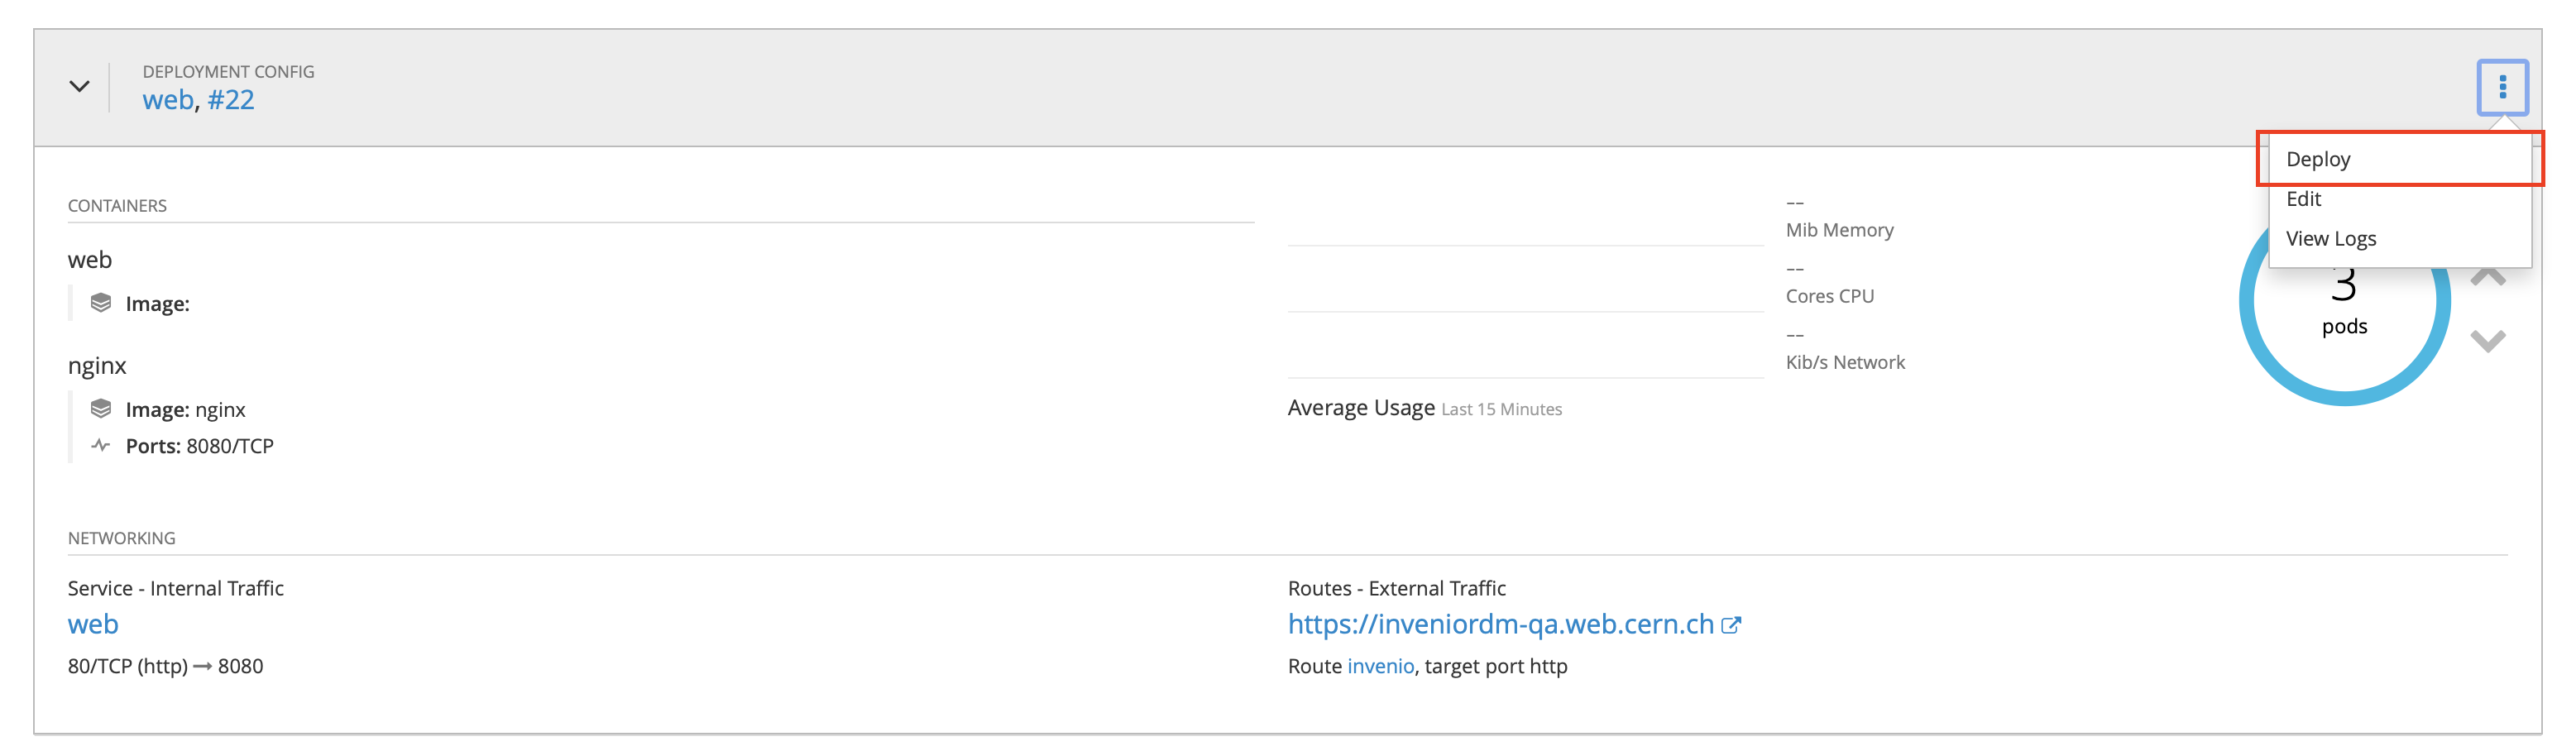 DEPLOYMENT CONFIG
web, #22
Deploy
Edit
View Logs
CONTAINERS
web
Image:
nginx
Image: nginx
Ports: 8080/TCP
--
Mib Memory
--
Cores CPU
--
Kib/s Network
Average Usage Last 15 Minutes
3
pods
NETWORKING
Service - Internal Traffic
web
80/TCP (http) → 8080
Routes - External Traffic
https://inveniordm-qa.web.cern.ch
Route invenio, target port http